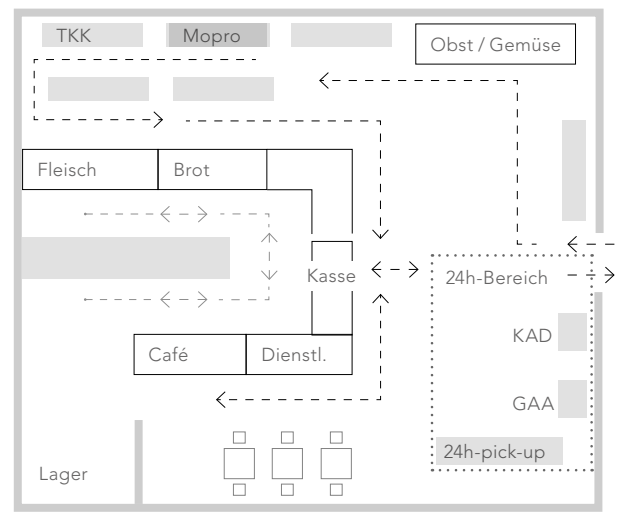 TKK
Mopro
Obst / Gemüse
Fleisch
Brot
Kasse
24h-Bereich
KAD
Café
Dienstl.
GAA
24h-pick-up
Lager